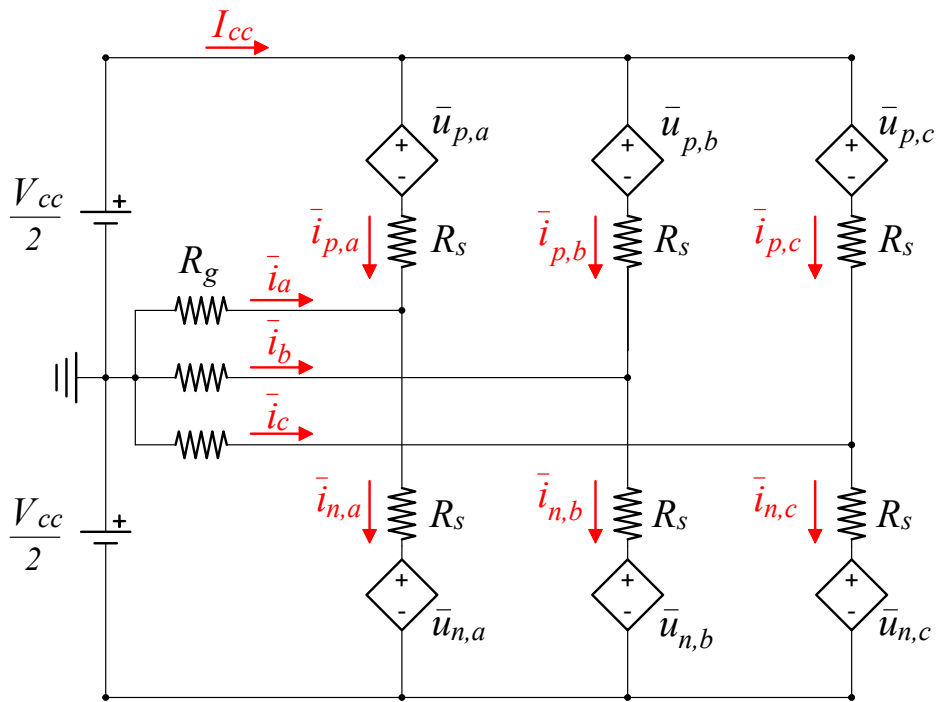 I_cc
ū_p,a
ū_p,b
ū_p,c
V_cc/2
+
+
-
+
-
+
-
ī_p,a
R_s
ī_p,b
R_s
ī_p,c
R_s
R_g
ī_a
ī_b
ī_c
V_cc/2
+
ī_n,a
R_s
ī_n,b
R_s
ī_n,c
R_s
+
-
+
-
+
-
ū_n,a
ū_n,b
ū_n,c